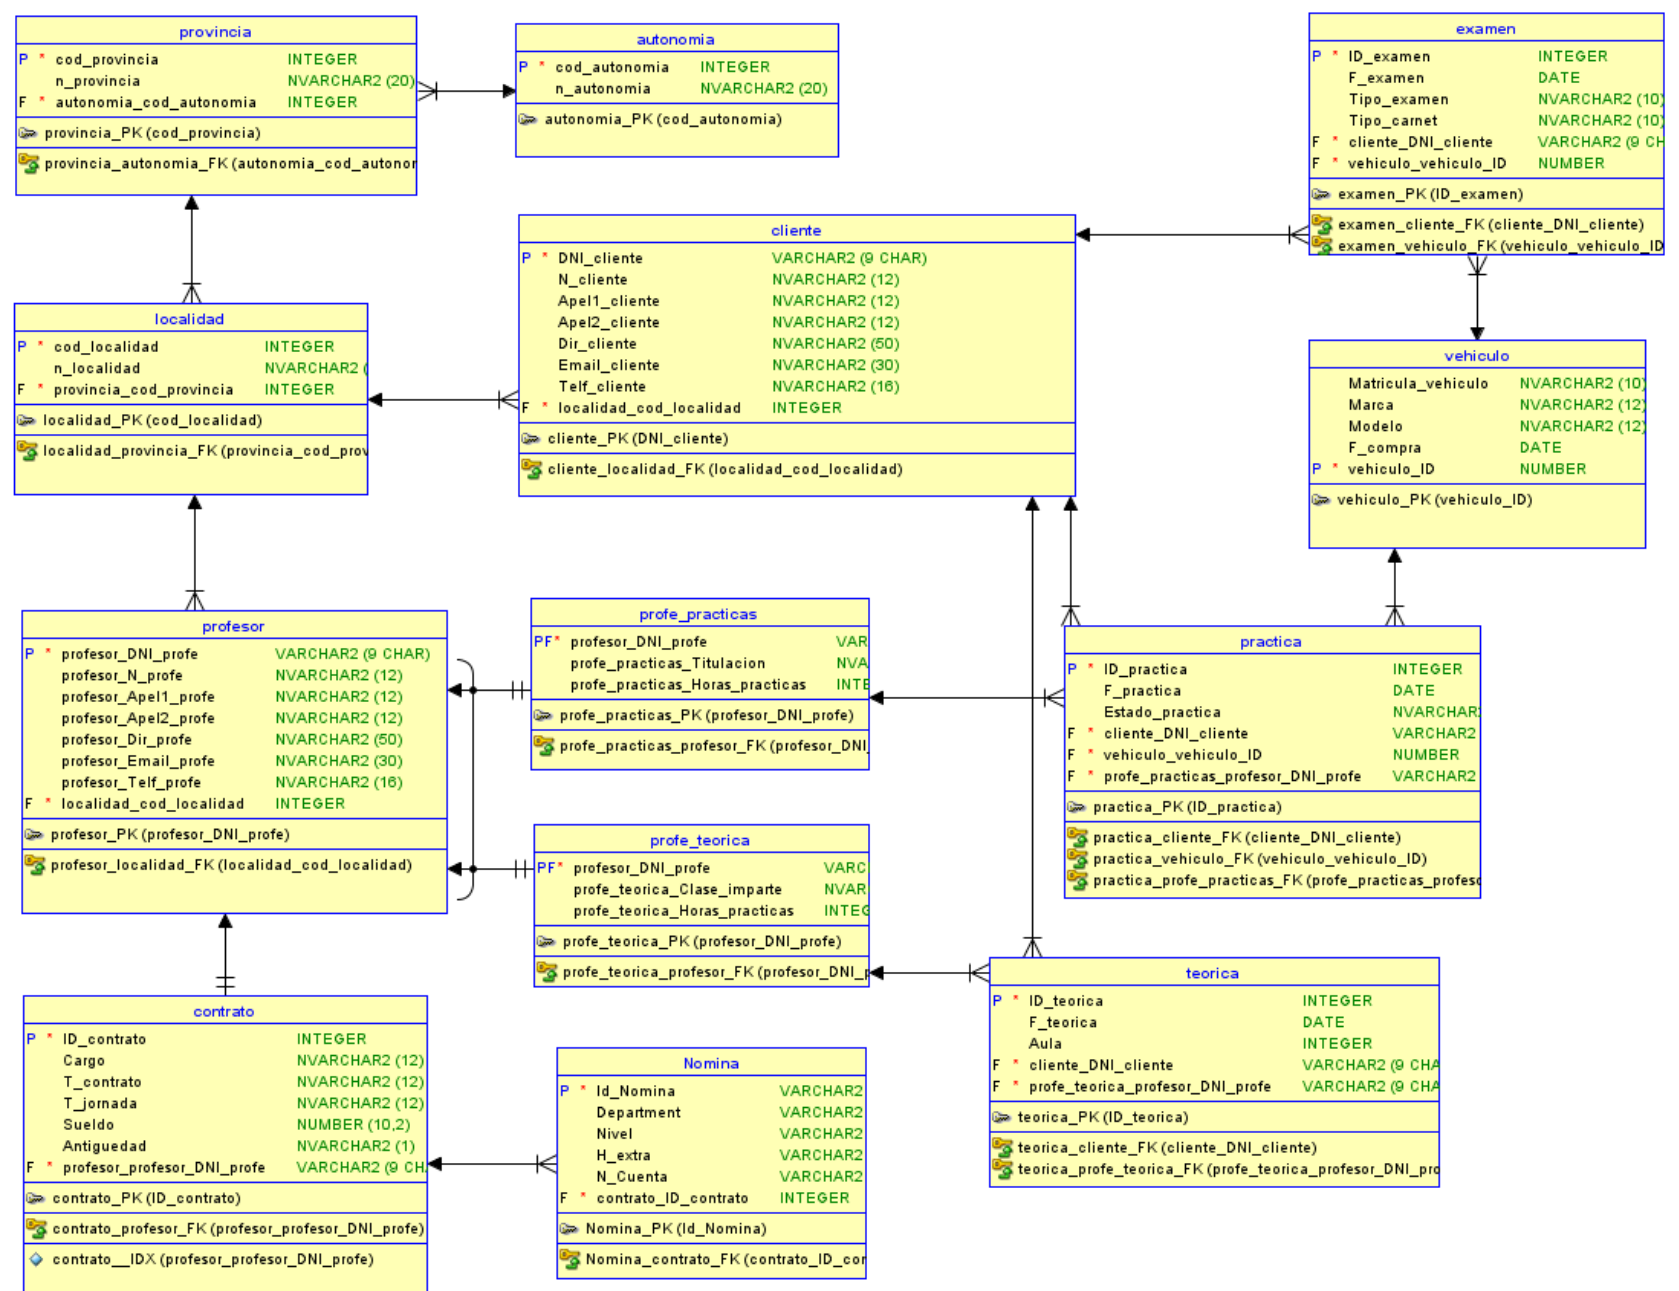 provincia
P * cod_provincia INTEGER
n_provincia NVARCHAR2 (20)
F * autonomia_cod_autonomia INTEGER
provincia_PK (cod_provincia)
provincia_autonomia_FK (autonomia_cod_autonor
autonomia
P * cod_autonomia INTEGER
n_autonomia NVARCHAR2 (20)
autonomia_PK (cod_autonomia)
examen
P * ID_examen INTEGER
F_examen DATE
Tipo_examen NVARCHAR2 (10)
Tipo_carnet NVARCHAR2 (10)
F * cliente_DNI_cliente VARCHAR2 (9 CH
F * vehiculo_vehiculo_ID NUMBER
examen_PK (ID_examen)
examen_cliente_FK (cliente_DNI_cliente)
examen_vehiculo_FK (vehiculo_vehiculo_ID
cliente
P * DNI_cliente VARCHAR2 (9 CHAR)
N_cliente NVARCHAR2 (12)
Apel1_cliente NVARCHAR2 (12)
Apel2_cliente NVARCHAR2 (12)
Dir_cliente NVARCHAR2 (50)
Email_cliente NVARCHAR2 (30)
Telf_cliente NVARCHAR2 (16)
F * localidad_cod_localidad INTEGER
cliente_PK (DNI_cliente)
cliente_localidad_FK (localidad_cod_localidad)
localidad
P * cod_localidad INTEGER
n_localidad NVARCHAR2 (
F * provincia_cod_provincia INTEGER
localidad_PK (cod_localidad)
localidad_provincia_FK (provincia_cod_prov
vehiculo
Matricula_vehiculo NVARCHAR2 (10)
Marca NVARCHAR2 (12)
Modelo NVARCHAR2 (12)
F_compra DATE
P * vehiculo_ID NUMBER
vehiculo_PK (vehiculo_ID)
profesor
P * profesor_DNI_profe VARCHAR2 (9 CHAR)
profesor_N_profe NVARCHAR2 (12)
profesor_Apel1_profe NVARCHAR2 (12)
profesor_Apel2_profe NVARCHAR2 (12)
profesor_Dir_profe NVARCHAR2 (50)
profesor_Email_profe NVARCHAR2 (30)
profesor_Telf_profe NVARCHAR2 (16)
F * localidad_cod_localidad INTEGER
profesor_PK (profesor_DNI_profe)
profesor_localidad_FK (localidad_cod_localidad)
profe_practicas
PF* profesor_DNI_profe VAR
profe_practicas_Titulacion NVA
profe_practicas_Horas_practicas INTE
profe_practicas_PK (profesor_DNI_profe)
profe_practicas_profesor_FK (profesor_DNI_
practica
P * ID_practica INTEGER
F_practica DATE
Estado_practica NVARCHAR
F * cliente_DNI_cliente VARCHAR2
F * vehiculo_vehiculo_ID NUMBER
F * profe_practicas_profesor_DNI_profe VARCHAR2
practica_PK (ID_practica)
practica_cliente_FK (cliente_DNI_cliente)
practica_vehiculo_FK (vehiculo_vehiculo_ID)
practica_profe_practicas_FK (profe_practicas_profeso
profe_teorica
PF* profesor_DNI_profe VARC
profe_teorica_Clase_imparte NVAR
profe_teorica_Horas_practicas INTEG
profe_teorica_PK (profesor_DNI_profe)
profe_teorica_profesor_FK (profesor_DNI_p
teorica
P * ID_teorica INTEGER
F_teorica DATE
Aula INTEGER
F * cliente_DNI_cliente VARCHAR2 (9 CHA
F * profe_teorica_profesor_DNI_profe VARCHAR2 (9 CHA
teorica_PK (ID_teorica)
teorica_cliente_FK (cliente_DNI_cliente)
teorica_profe_teorica_FK (profe_teorica_profesor_DNI_pro
contrato
P * ID_contrato INTEGER
Cargo NVARCHAR2 (12)
T_contrato NVARCHAR2 (12)
T_jornada NVARCHAR2 (12)
Sueldo NUMBER (10,2)
Antiguedad NVARCHAR2 (1)
F * profesor_profesor_DNI_profe VARCHAR2 (9 CH
contrato_PK (ID_contrato)
contrato_profesor_FK (profesor_profesor_DNI_profe)
contrato__IDX (profesor_profesor_DNI_profe)
Nomina
P * Id_Nomina VARCHAR2
Department VARCHAR2
Nivel VARCHAR2
H_extra VARCHAR2
N_Cuenta VARCHAR2
F * contrato_ID_contrato INTEGER
Nomina_PK (Id_Nomina)
Nomina_contrato_FK (contrato_ID_cor